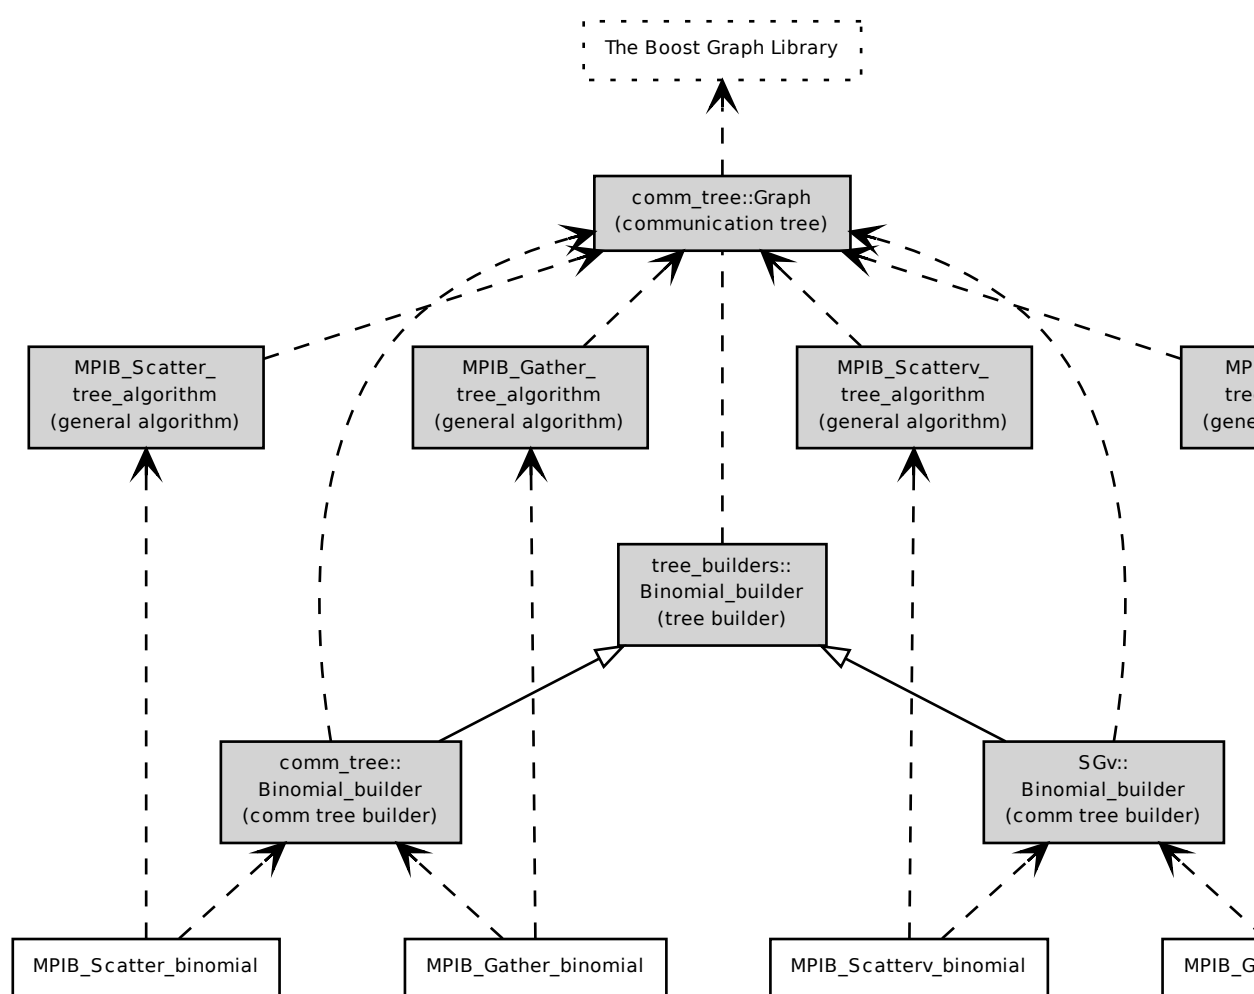 The Boost Graph Library
comm_tree::Graph
(communication tree)
MPIB_Scatter_
tree_algorithm
(general algorithm)
MPIB_Gather_
tree_algorithm
(general algorithm)
MPIB_Scatterv_
tree_algorithm
(general algorithm)
tree_builders::
Binomial_builder
(tree builder)
comm_tree::
Binomial_builder
(comm tree builder)
SGv::
Binomial_builder
(comm tree builder)
MPIB_Scatter_binomial
MPIB_Gather_binomial
MPIB_Scatterv_binomial